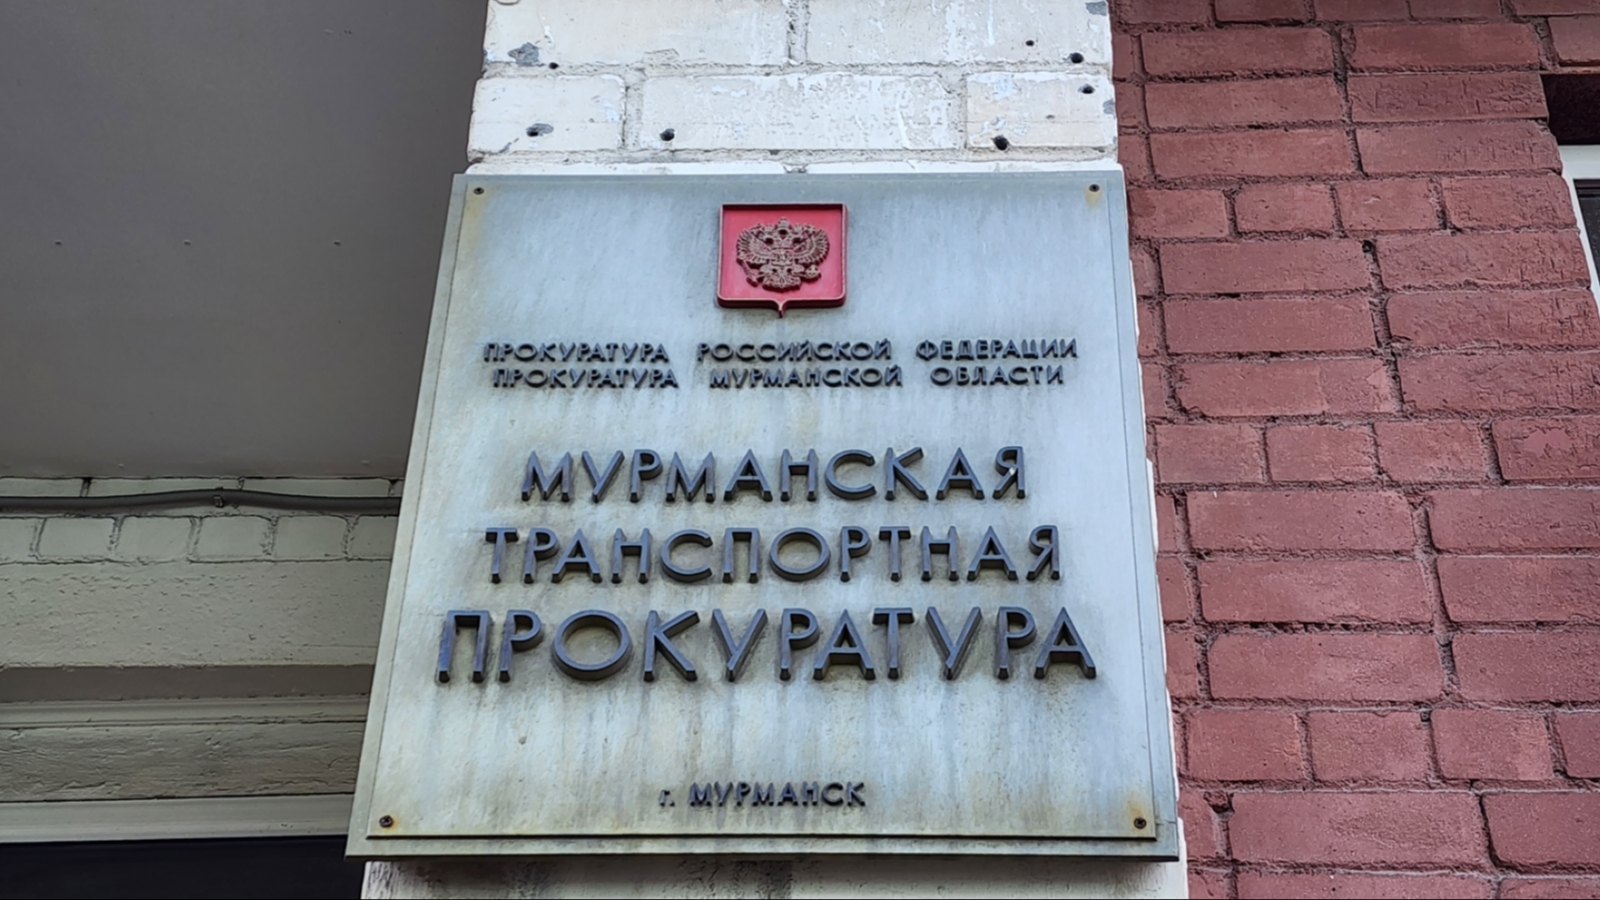 ПРОКУРАТУРА РОССИЙСКОЙ ФЕДЕРАЦИИ
ПРОКУРАТУРА МУРМАНСКОЙ ОБЛАСТИ
МУРМАНСКАЯ
ТРАНСПОРТНАЯ
ПРОКУРАТУРА
г. МУРМАНСК